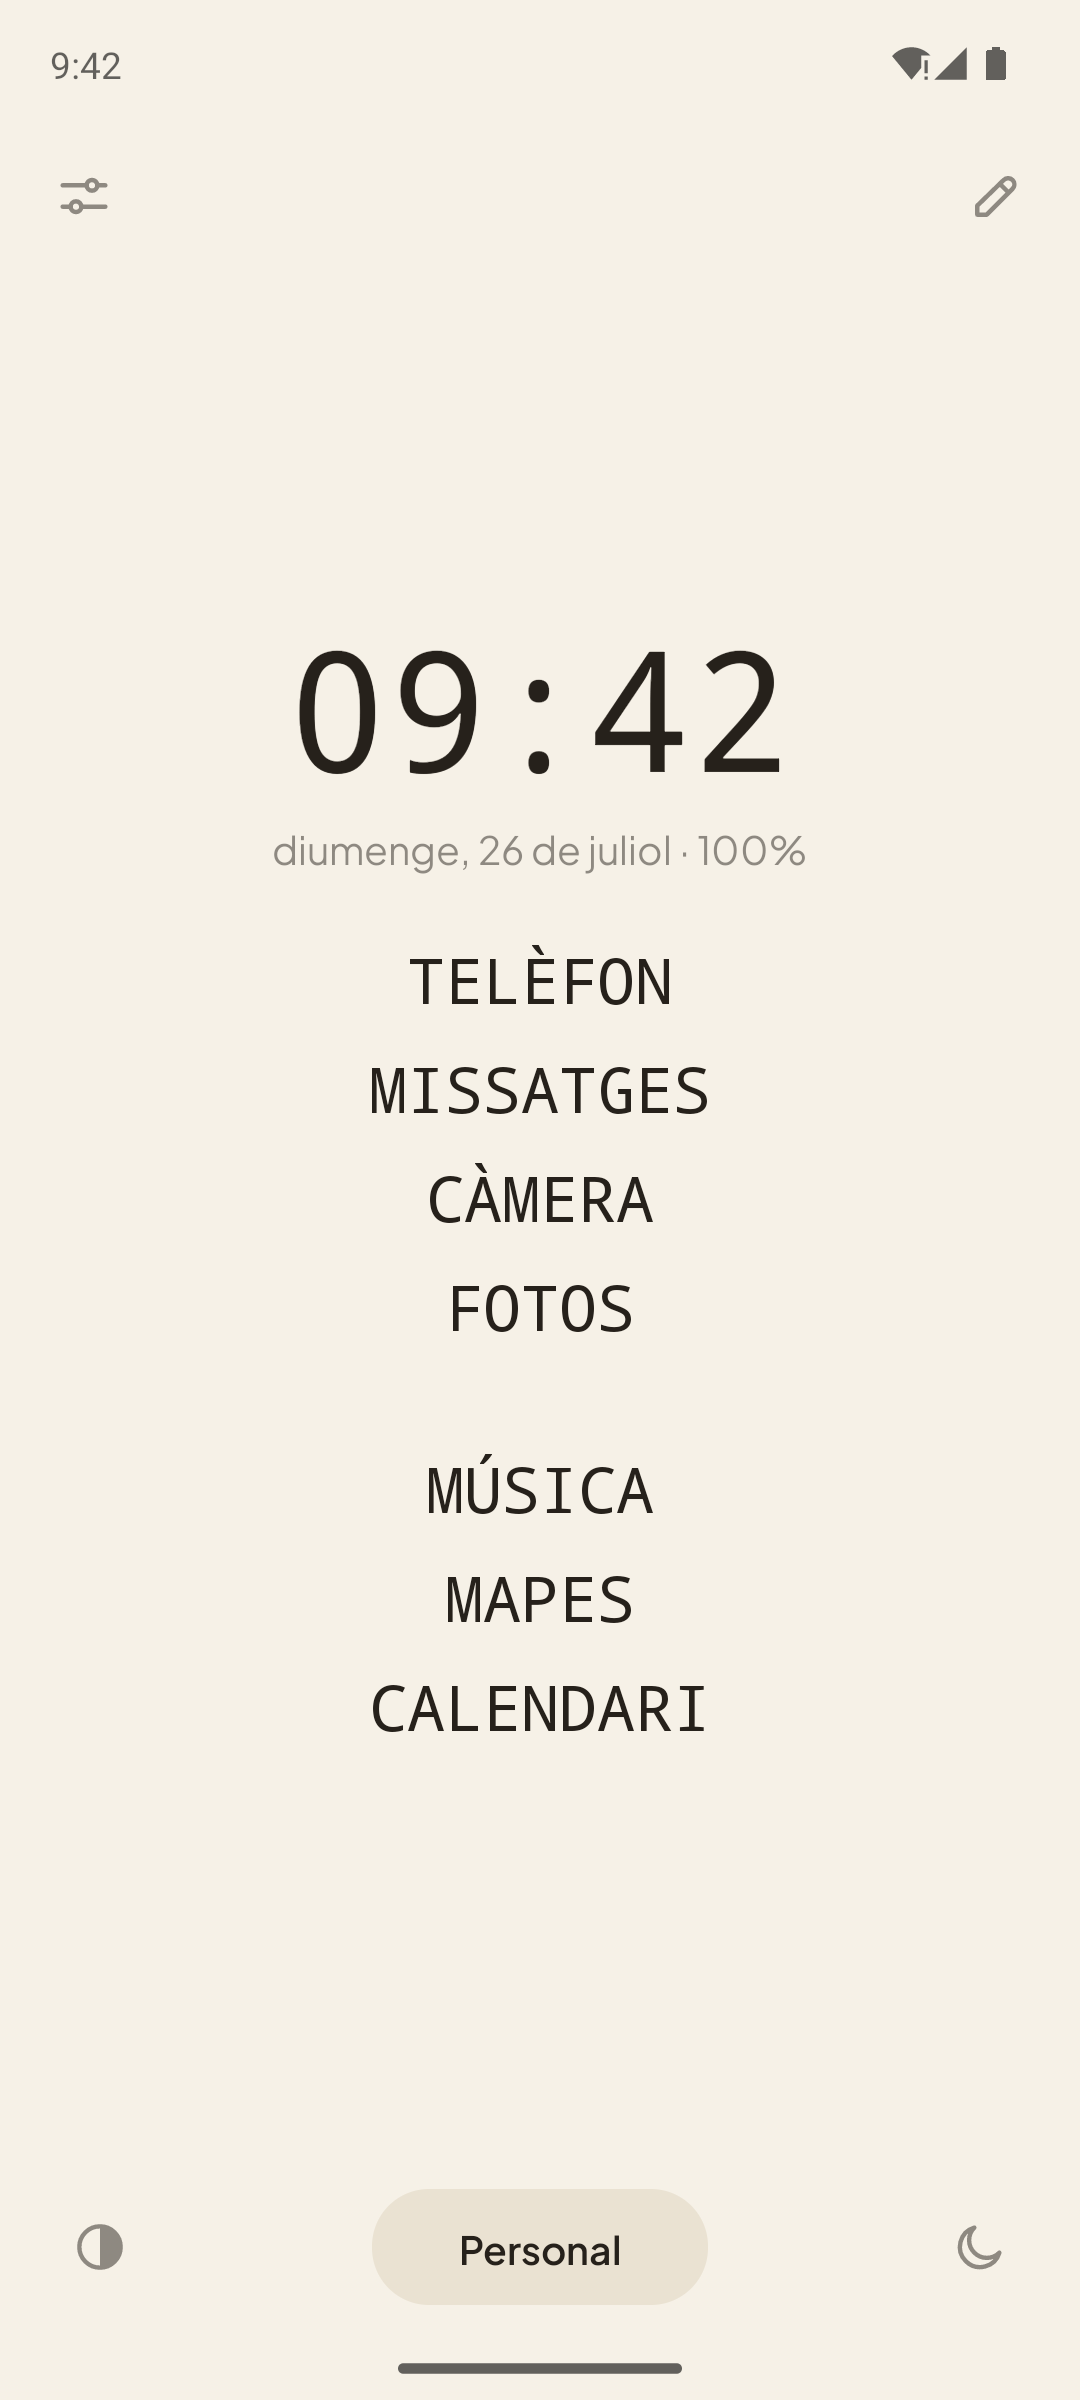 9:42
09:42
diumenge, 26 de juliol · 100%
TELÈFON
MISSATGES
CÀMERA
FOTOS
MÚSICA
MAPES
CALENDARI
Personal